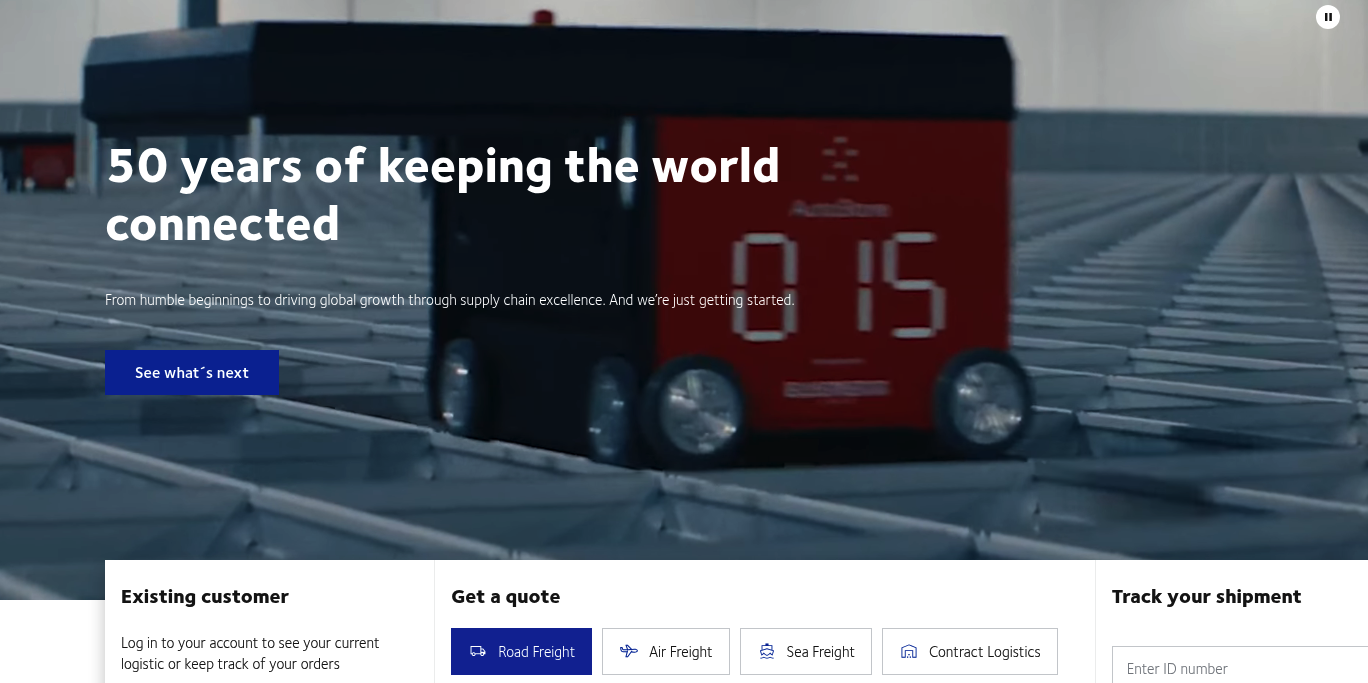 50 years of keeping the world
connected
From humble beginnings to driving global growth through supply chain excellence. And we're just getting started.
See what´s next
AutoStore
0 15
Existing customer
Log in to your account to see your current
logistic or keep track of your orders
Get a quote
Road Freight
Air Freight
Sea Freight
Contract Logistics
Track your shipment
Enter ID number